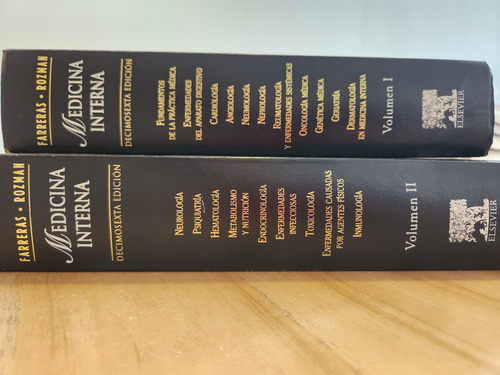 FARRERAS • ROZMAN
MEDICINA
INTERNA
DECIMOSEXTA EDICIÓN
FUNDAMENTOS
DE LA PRÁCTICA MÉDICA
ENFERMEDADES
DEL APARATO DIGESTIVO
CARDIOLOGÍA
ANGIOLOGÍA
NEUMOLOGÍA
NEFROLOGÍA
REUMATOLOGÍA
Y ENFERMEDADES SISTÉMICAS
ONCOLOGÍA MÉDICA
GENÉTICA MÉDICA
GERIATRÍA
DERMATOLOGÍA
EN MEDICINA INTERNA
Volumen I
ELSEVIER
FARRERAS • ROZMAN
MEDICINA
INTERNA
DECIMOSEXTA EDICIÓN
NEUROLOGÍA
PSIQUIATRÍA
HEMATOLOGÍA
METABOLISMO
Y NUTRICIÓN
ENDOCRINOLOGÍA
ENFERMEDADES
INFECCIOSAS
TOXICOLOGÍA
ENFERMEDADES CAUSADAS
POR AGENTES FÍSICOS
INMUNOLOGÍA
Volumen II
ELSEVIER